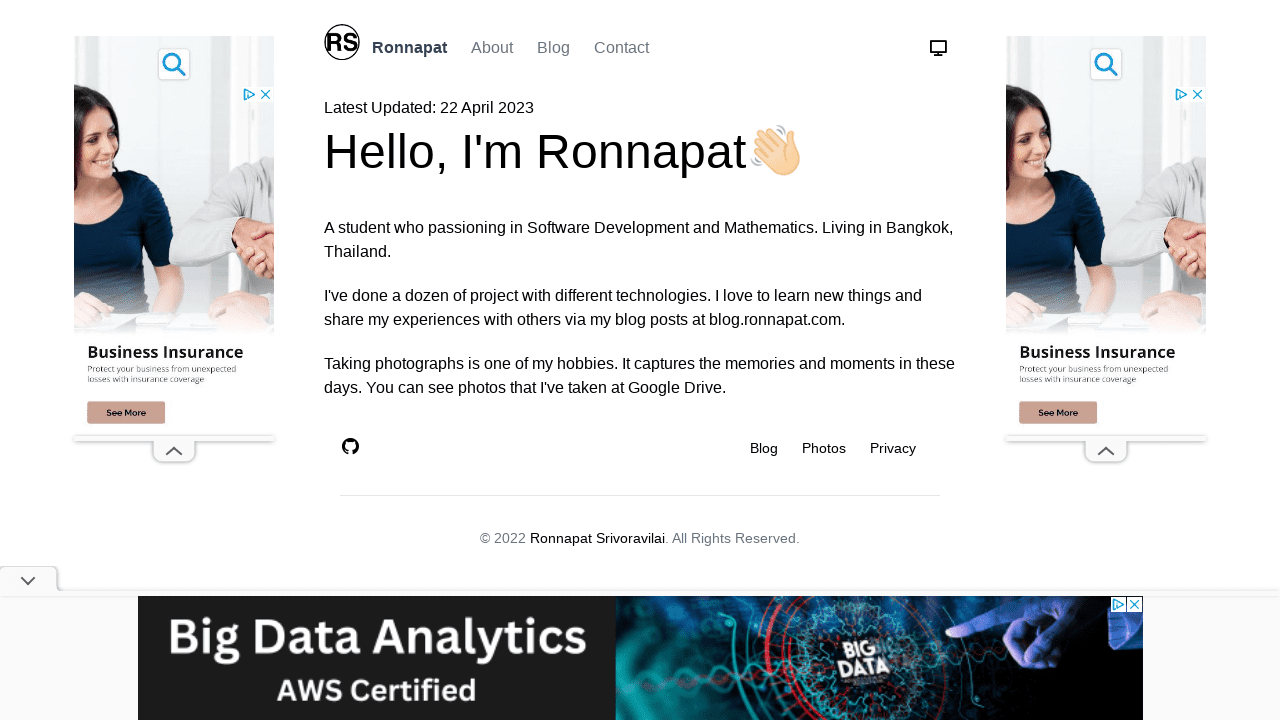 RS
Ronnapat
About
Blog
Contact
Latest Updated: 22 April 2023
Hello, I'm Ronnapat
A student who passioning in Software Development and Mathematics. Living in Bangkok,
Thailand.
I've done a dozen of project with different technologies. I love to learn new things and
share my experiences with others via my blog posts at blog.ronnapat.com.
Taking photographs is one of my hobbies. It captures the memories and moments in these
days. You can see photos that I've taken at Google Drive.
Blog
Photos
Privacy
© 2022 Ronnapat Srivoravilai. All Rights Reserved.
Business Insurance
Protect your business from unexpected
losses with insurance coverage
See More
Business Insurance
Protect your business from unexpected
losses with insurance coverage
See More
Big Data Analytics
AWS Certified
BIG
DATA